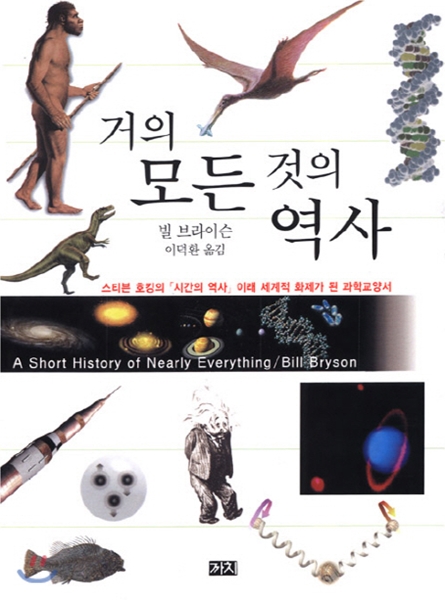 거의
모든 것의
역사
빌 브라이슨
이덕환 옮김
스티븐 호킹의 「시간의 역사」 이래 세계적 화제가 된 과학교양서
A Short History of Nearly Everything/Bill Bryson
까치